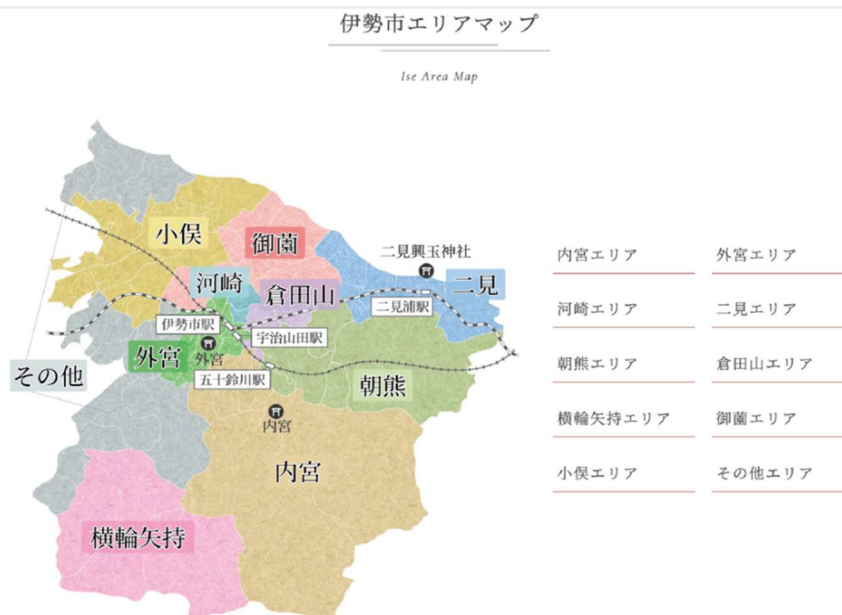 伊勢市エリアマップ
Ise Area Map
小俣
御薗
二見興玉神社
河崎
倉田山
二見
二見浦駅
伊勢市駅
宇治山田駅
外宮
外宮
その他
五十鈴川駅
朝熊
内宮
内宮
横輪矢持
内宮エリア
外宮エリア
河崎エリア
二見エリア
朝熊エリア
倉田山エリア
横輪矢持エリア
御薗エリア
小俣エリア
その他エリア